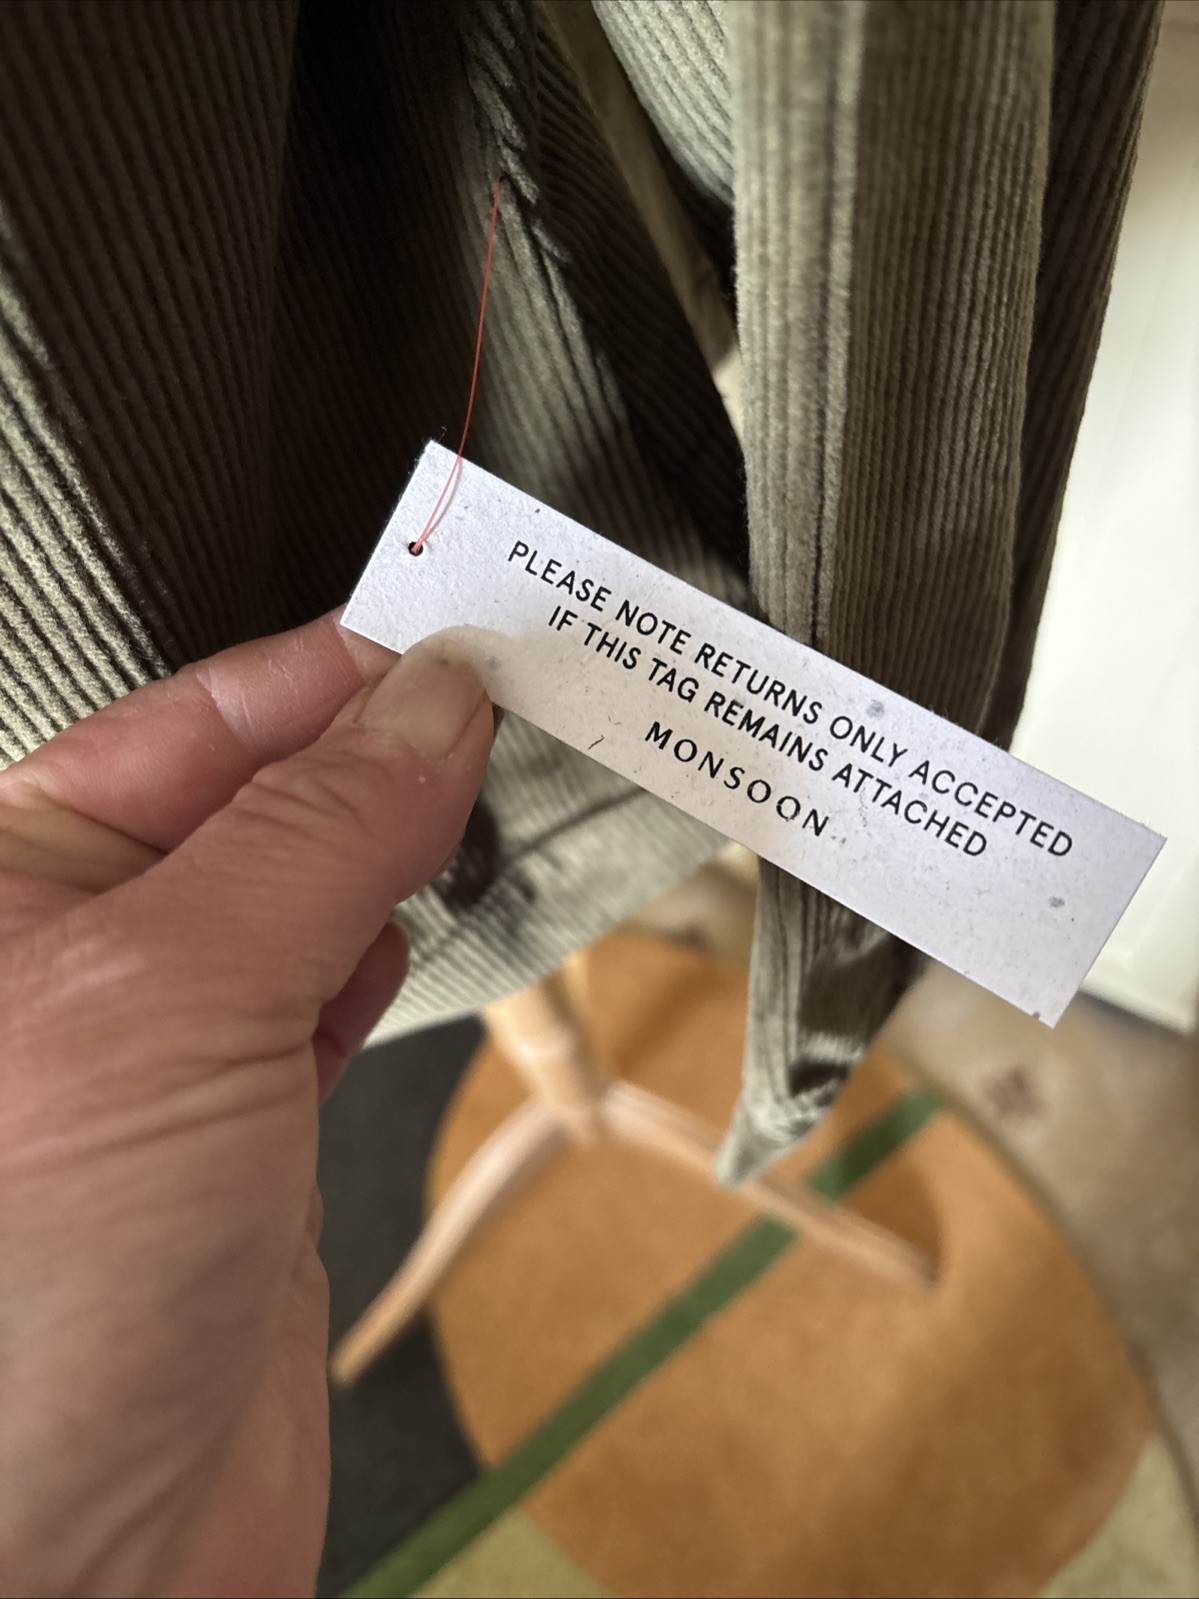 PLEASE NOTE RETURNS ONLY ACCEPTED
IF THIS TAG REMAINS ATTACHED
MONSOON